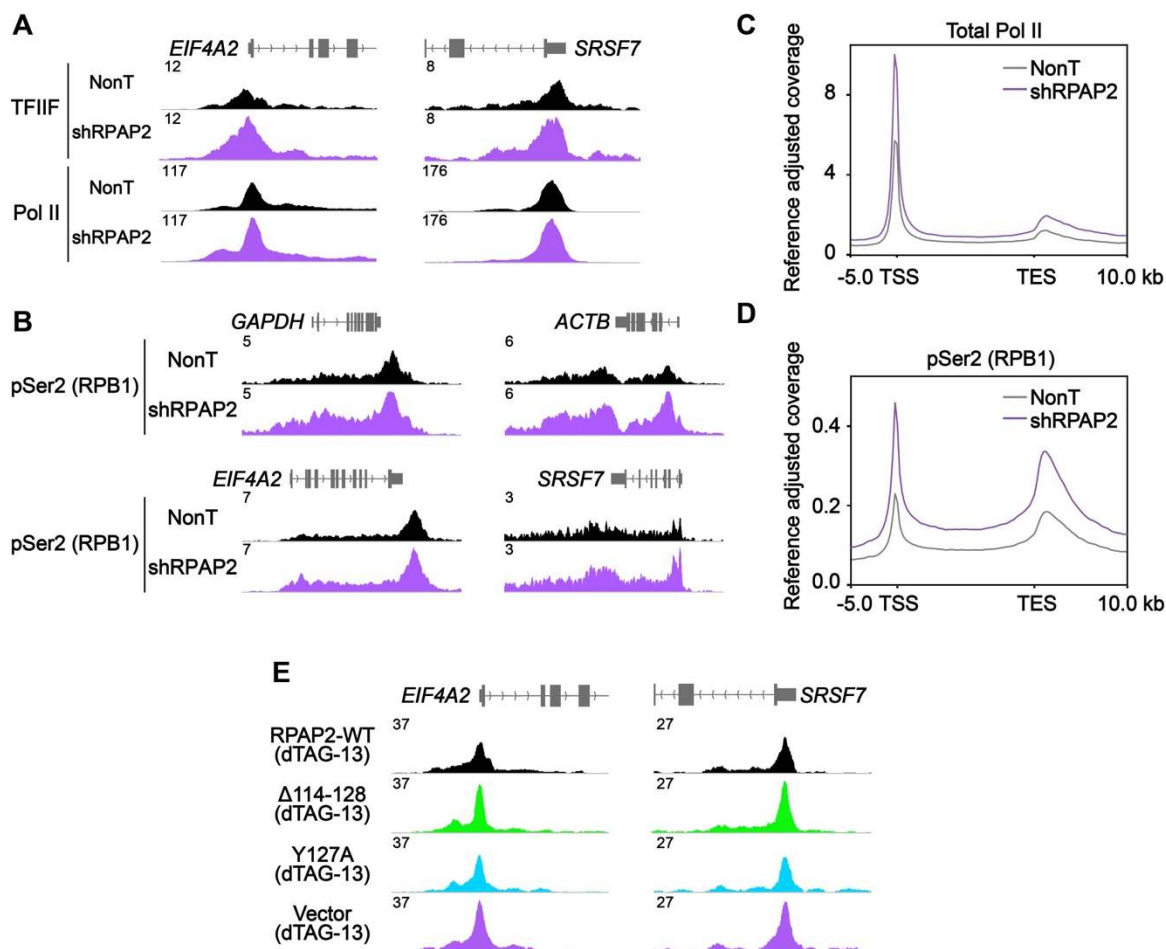 A
EIF4A2
SRSF7
TFIIF
NonT
12
8
shRPAP2
12
8
Pol II
NonT
117
176
shRPAP2
117
176
B
GAPDH
ACTB
pSer2 (RPB1)
NonT
5
6
shRPAP2
5
6
EIF4A2
SRSF7
pSer2 (RPB1)
NonT
7
3
shRPAP2
7
3
C
Total Pol II
Reference adjusted coverage
NonT
shRPAP2
8
4
0
-5.0 TSS TES 10.0 kb
D
pSer2 (RPB1)
Reference adjusted coverage
NonT
shRPAP2
0.4
0.2
0.0
-5.0 TSS TES 10.0 kb
E
EIF4A2
SRSF7
RPAP2-WT
(dTAG-13)
37
27
Δ114-128
(dTAG-13)
37
27
Y127A
(dTAG-13)
37
27
Vector
(dTAG-13)
37
27